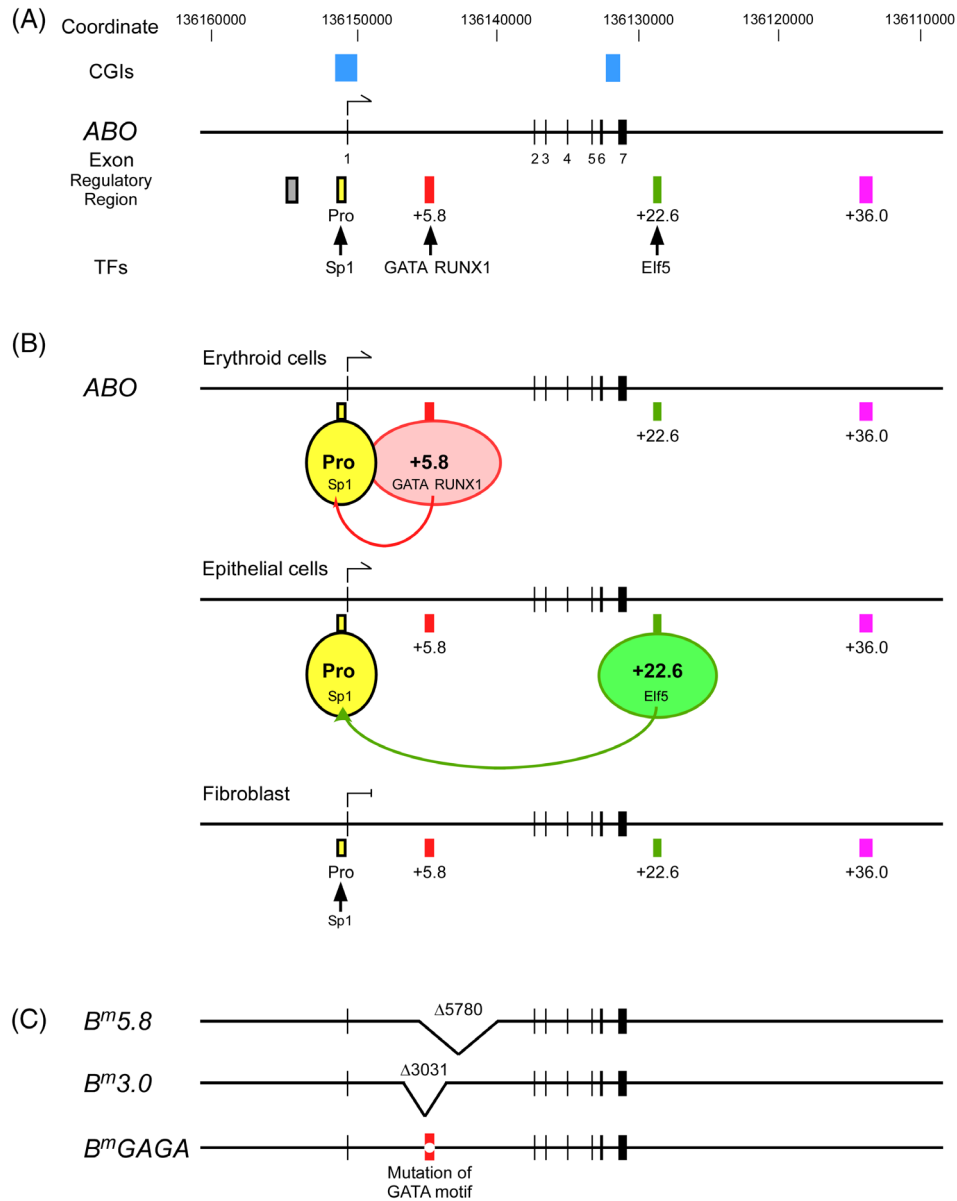 (A)
Coordinate 136160000 136150000 136140000 136130000 136120000 136110000
CGIs
ABO
Exon 1 2 3 4 5 6 7
Regulatory
Region
Pro +5.8 +22.6 +36.0
TFs Sp1 GATA RUNX1 Elf5
(B)
Erythroid cells
ABO
+22.6 +36.0
Pro +5.8
Sp1 GATA RUNX1
Epithelial cells
+5.8 +36.0
Pro +22.6
Sp1 Elf5
Fibroblast
Pro +5.8 +22.6 +36.0
Sp1
(C)
Bm5.8 Δ5780
Bm3.0 Δ3031
BmGAGA
Mutation of
GATA motif